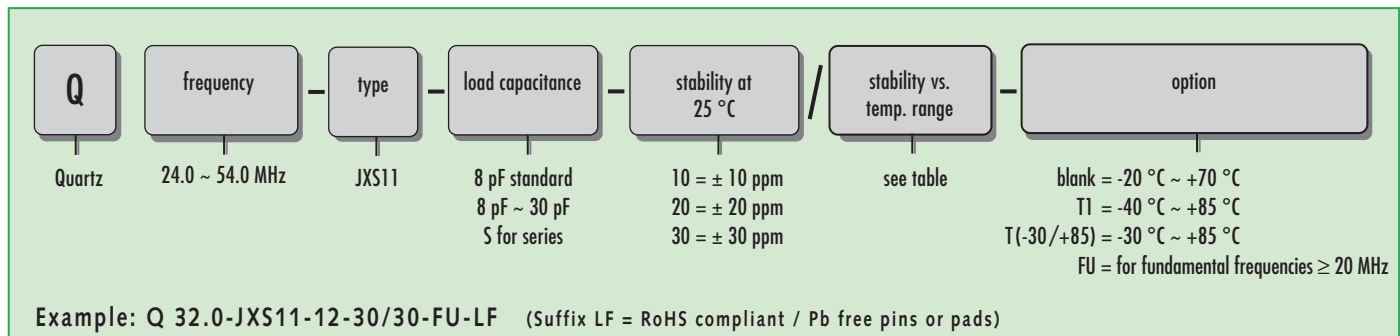 Q
frequency
–
type
–
load capacitance
–
stability at
25 °C
/
stability vs.
temp. range
–
option
Quartz
24.0 ~ 54.0 MHz
JXS11
8 pF standard
8 pF ~ 30 pF
S for series
10 = ± 10 ppm
20 = ± 20 ppm
30 = ± 30 ppm
see table
blank = -20 °C ~ +70 °C
T1 = -40 °C ~ +85 °C
T(-30/+85) = -30 °C ~ +85 °C
FU = for fundamental frequencies ≥ 20 MHz
Example: Q 32.0-JXS11-12-30/30-FU-LF (Suffix LF = RoHS compliant / Pb free pins or pads)